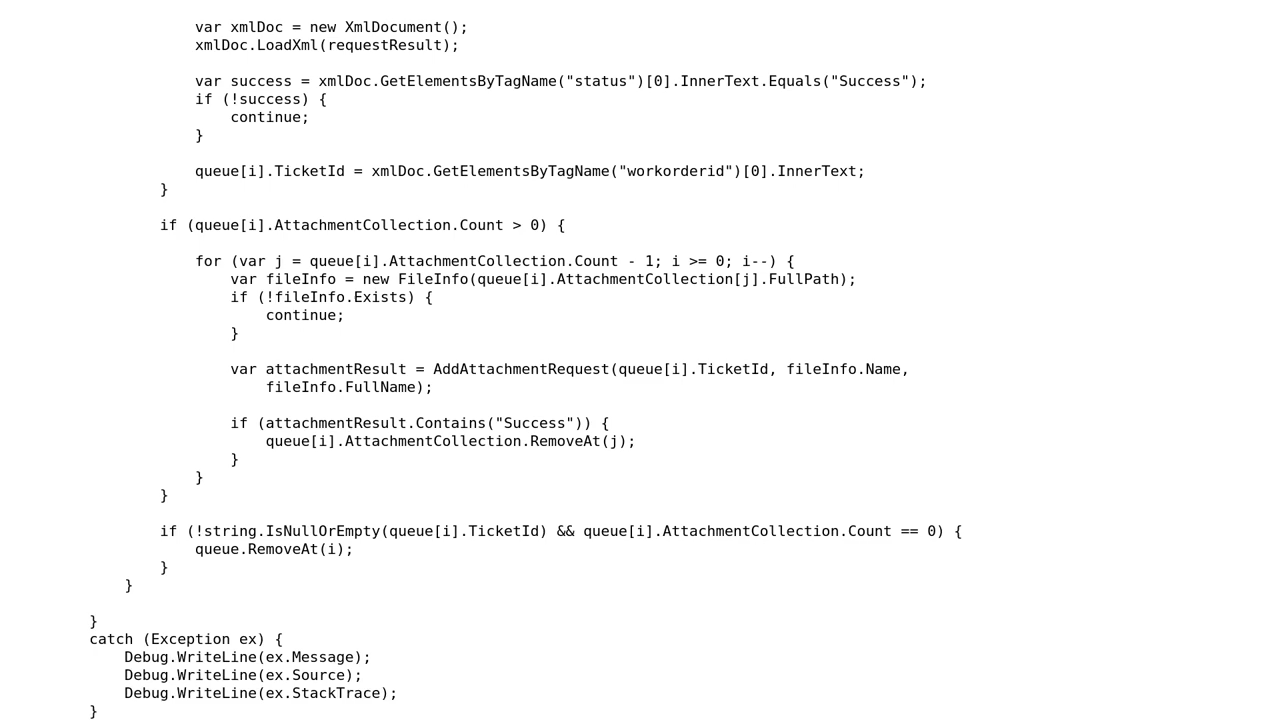 var xmlDoc = new XmlDocument();
xmlDoc.LoadXml(requestResult);
var success = xmlDoc.GetElementsByTagName("status")[0].InnerText.Equals("Success");
if (!success) {
continue;
}
queue[i].TicketId = xmlDoc.GetElementsByTagName("workorderid")[0].InnerText;
}
if (queue[i].AttachmentCollection.Count > 0) {
for (var j = queue[i].AttachmentCollection.Count - 1; i >= 0; i--) {
var fileInfo = new FileInfo(queue[i].AttachmentCollection[j].FullPath);
if (!fileInfo.Exists) {
continue;
}
var attachmentResult = AddAttachmentRequest(queue[i].TicketId, fileInfo.Name,
fileInfo.FullName);
if (attachmentResult.Contains("Success")) {
queue[i].AttachmentCollection.RemoveAt(j);
}
}
}
if (!string.IsNullOrEmpty(queue[i].TicketId) && queue[i].AttachmentCollection.Count == 0) {
queue.RemoveAt(i);
}
}
}
catch (Exception ex) {
Debug.WriteLine(ex.Message);
Debug.WriteLine(ex.Source);
Debug.WriteLine(ex.StackTrace);
}